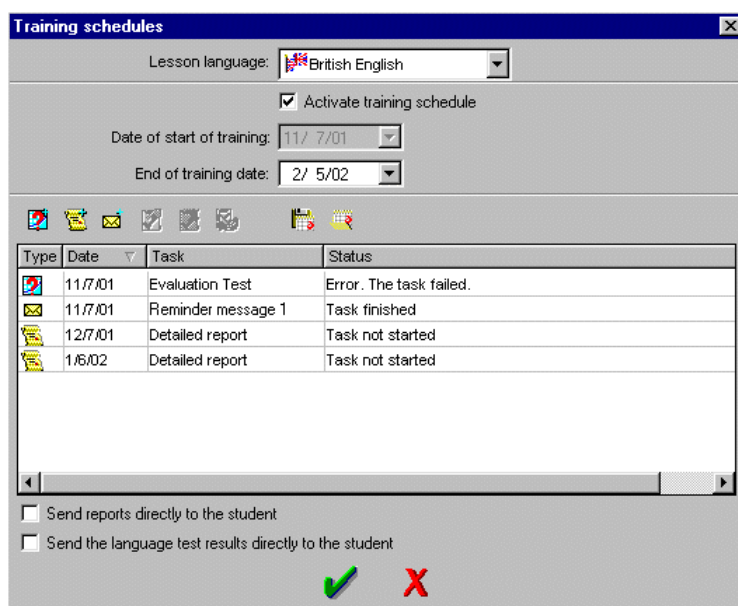 Training schedules
Lesson language: British English
Activate training schedule
Date of start of training: 11/ 7/01
End of training date: 2/ 5/02
Type Date Task Status
11/7/01 Evaluation Test Error. The task failed.
11/7/01 Reminder message 1 Task finished
12/7/01 Detailed report Task not started
1/6/02 Detailed report Task not started
Send reports directly to the student
Send the language test results directly to the student